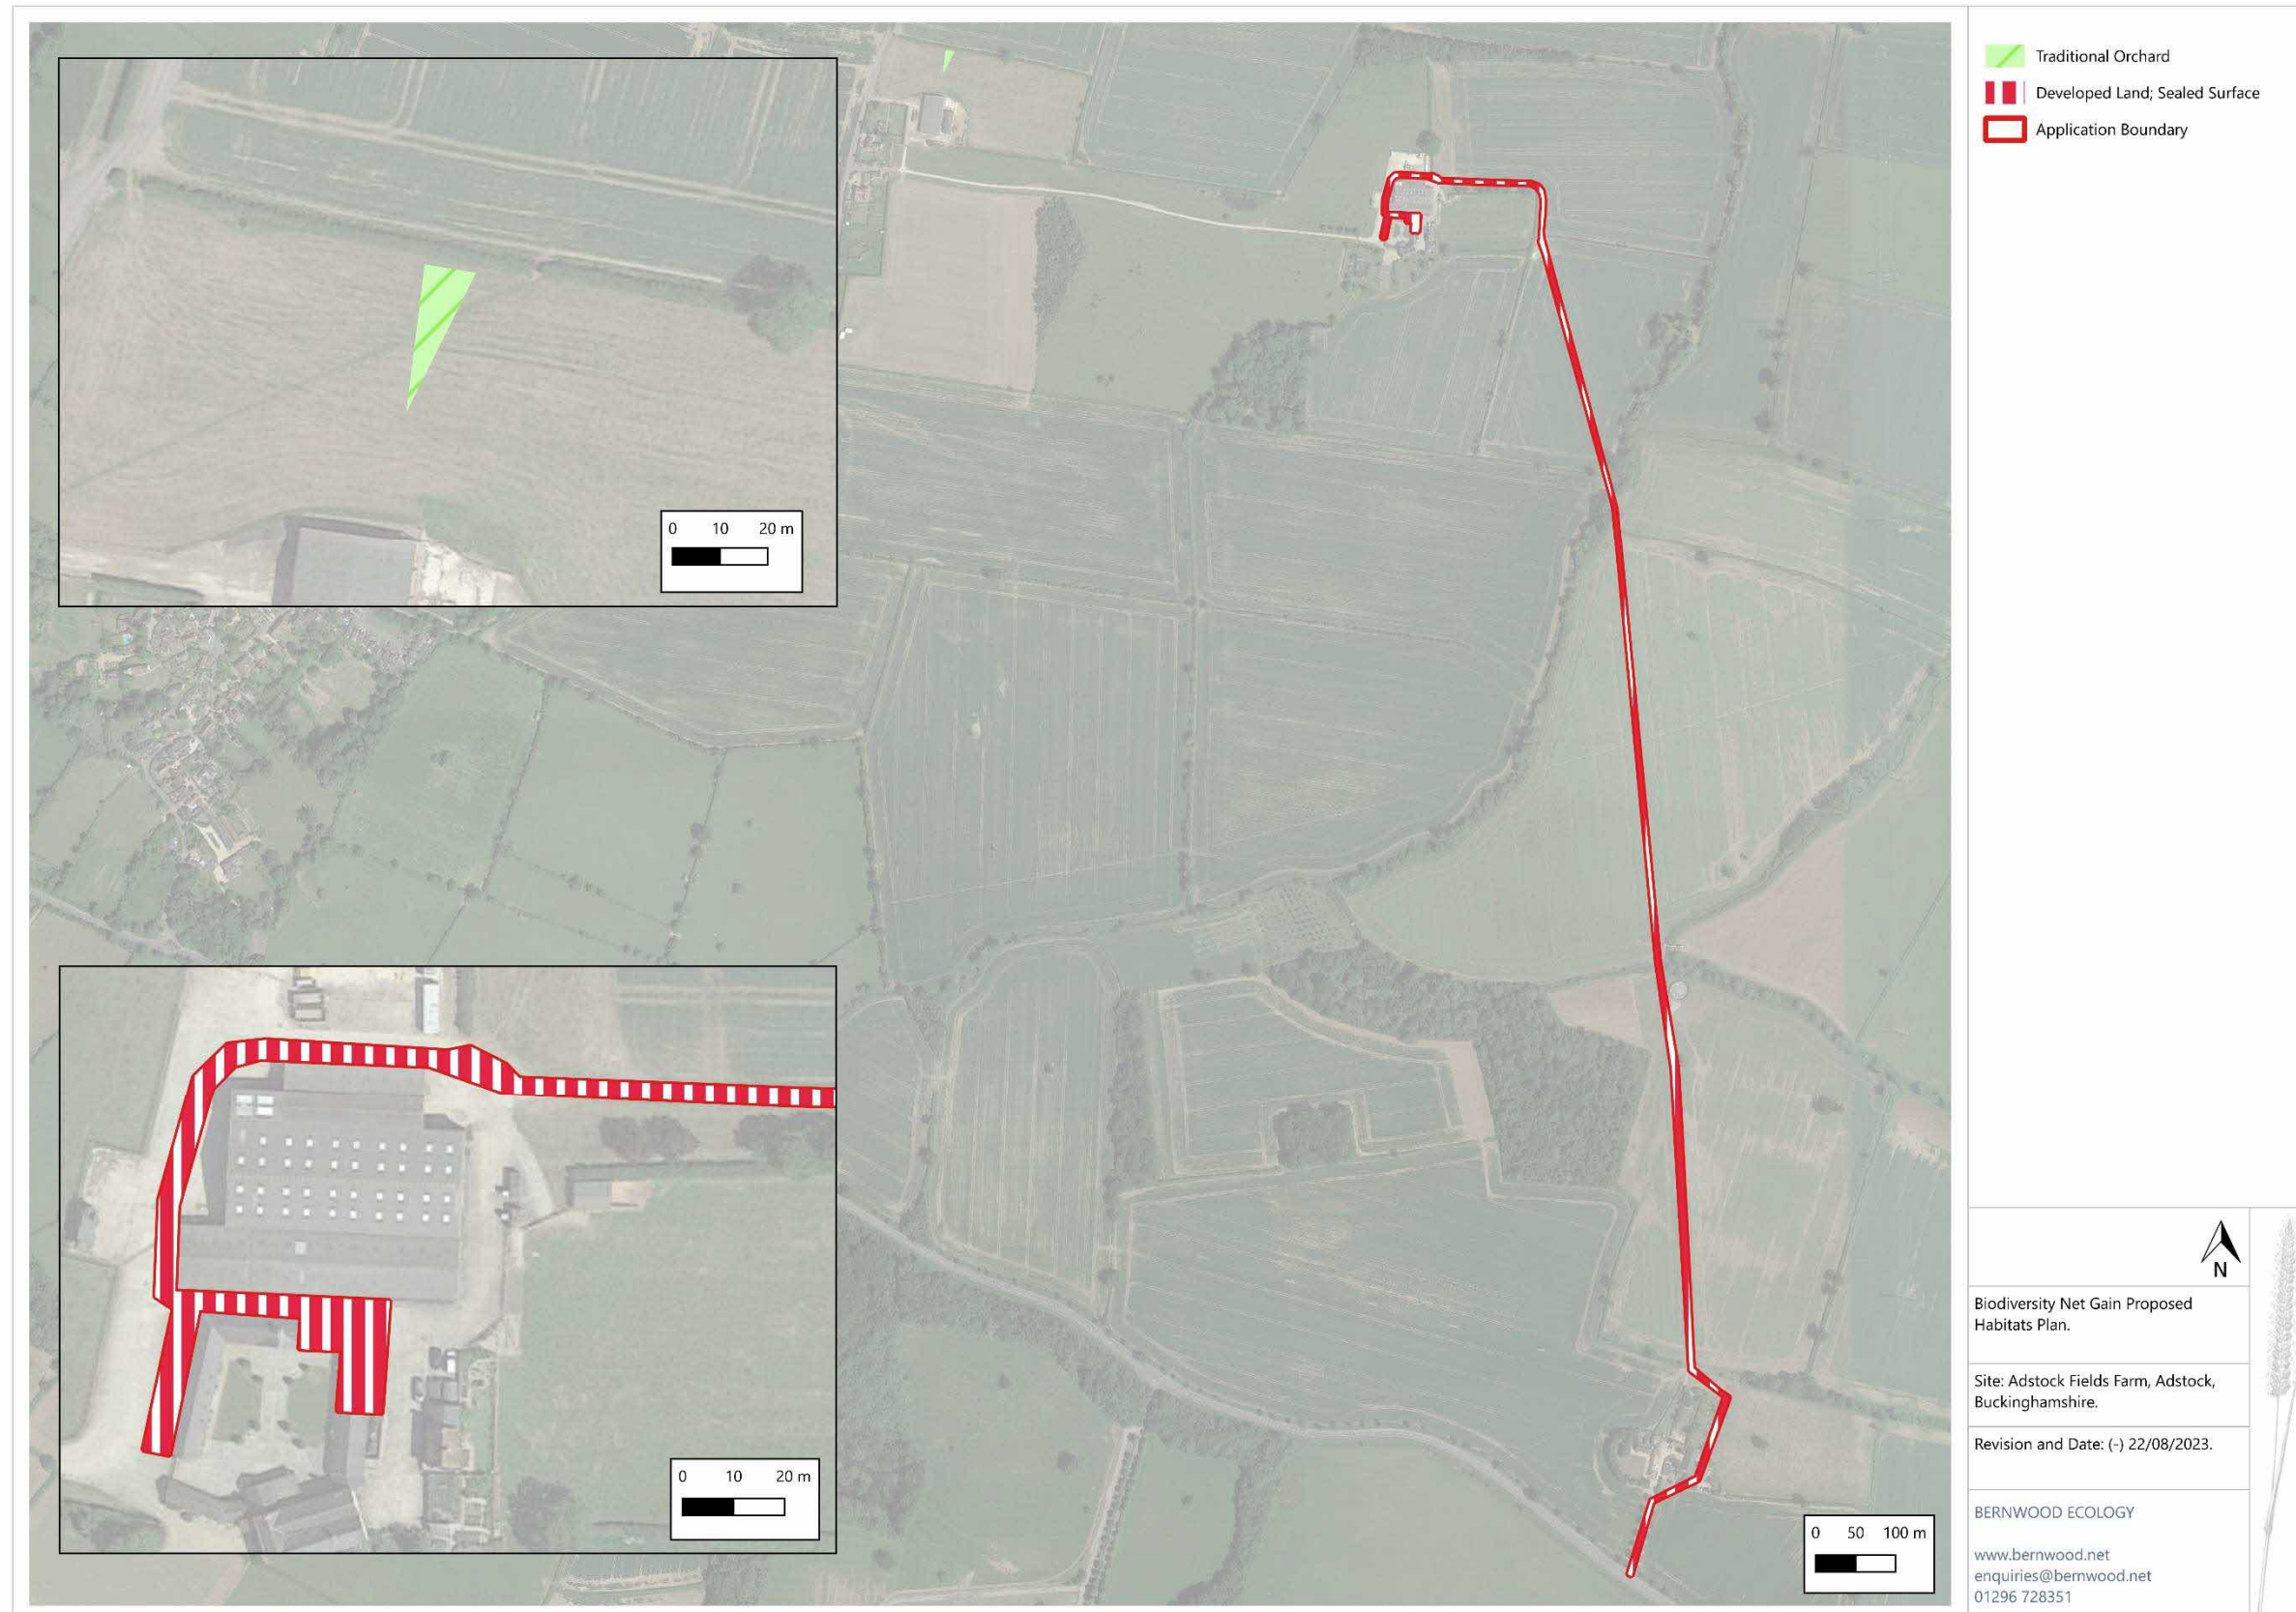 Traditional Orchard
Developed Land; Sealed Surface
Application Boundary
0 10 20 m
0 10 20 m
0 50 100 m
N
Biodiversity Net Gain Proposed
Habitats Plan.
Site: Adstock Fields Farm, Adstock,
Buckinghamshire.
Revision and Date: (-) 22/08/2023.
BERNWOOD ECOLOGY
www.bernwood.net
enquiries@bernwood.net
01296 728351